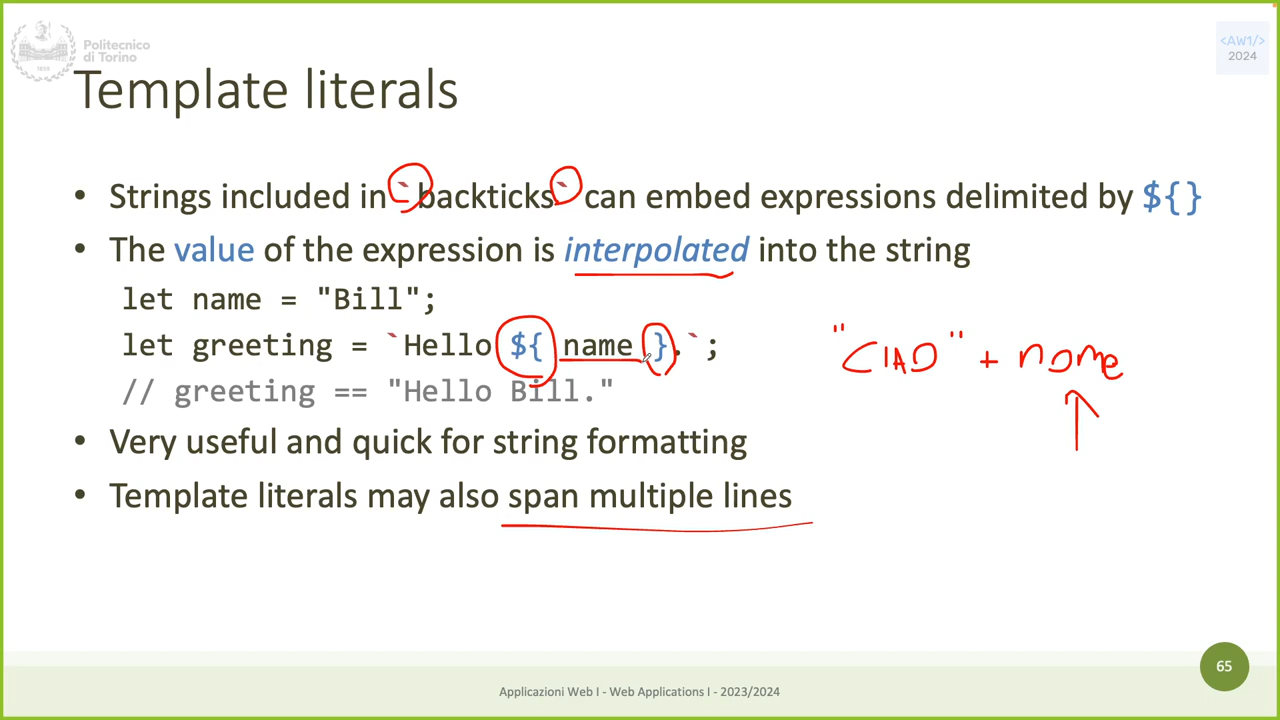 Politecnico
di Torino
<AW1/>
2024
Template literals
• Strings included in `backticks` can embed expressions delimited by ${}
• The value of the expression is interpolated into the string
let name = "Bill";
let greeting = `Hello ${ name }.`;
"CIAO" + nome
// greeting == "Hello Bill."
• Very useful and quick for string formatting
• Template literals may also span multiple lines
65
Applicazioni Web I - Web Applications I - 2023/2024